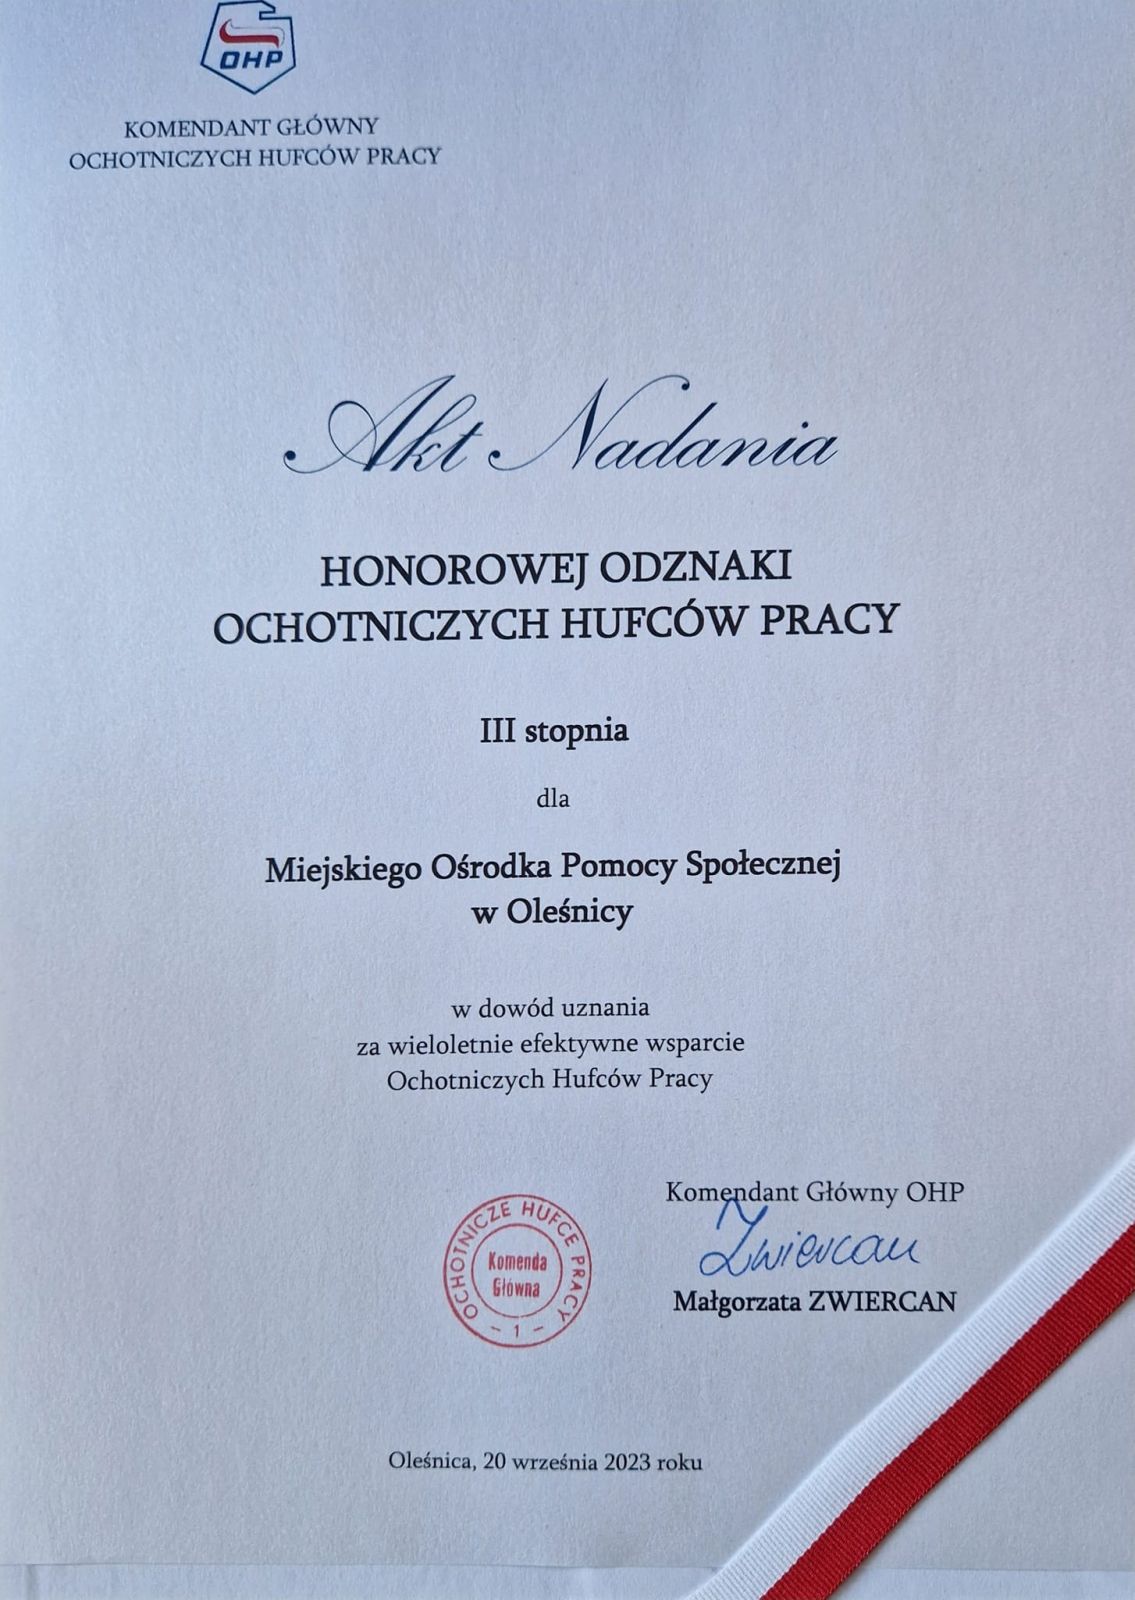 OHP
KOMENDANT GŁÓWNY
OCHOTNICZYCH HUFCÓW PRACY
Akt Nadania
HONOROWEJ ODZNAKI
OCHOTNICZYCH HUFCÓW PRACY
III stopnia
dla
Miejskiego Ośrodka Pomocy Społecznej
w Oleśnicy
w dowód uznania
za wieloletnie efektywne wsparcie
Ochotniczych Hufców Pracy
Komendant Główny OHP
Zwiercan
Małgorzata ZWIERCAN
OCHOTNICZE HUFCE PRACY
Komenda
Główna
- 1 -
Oleśnica, 20 września 2023 roku